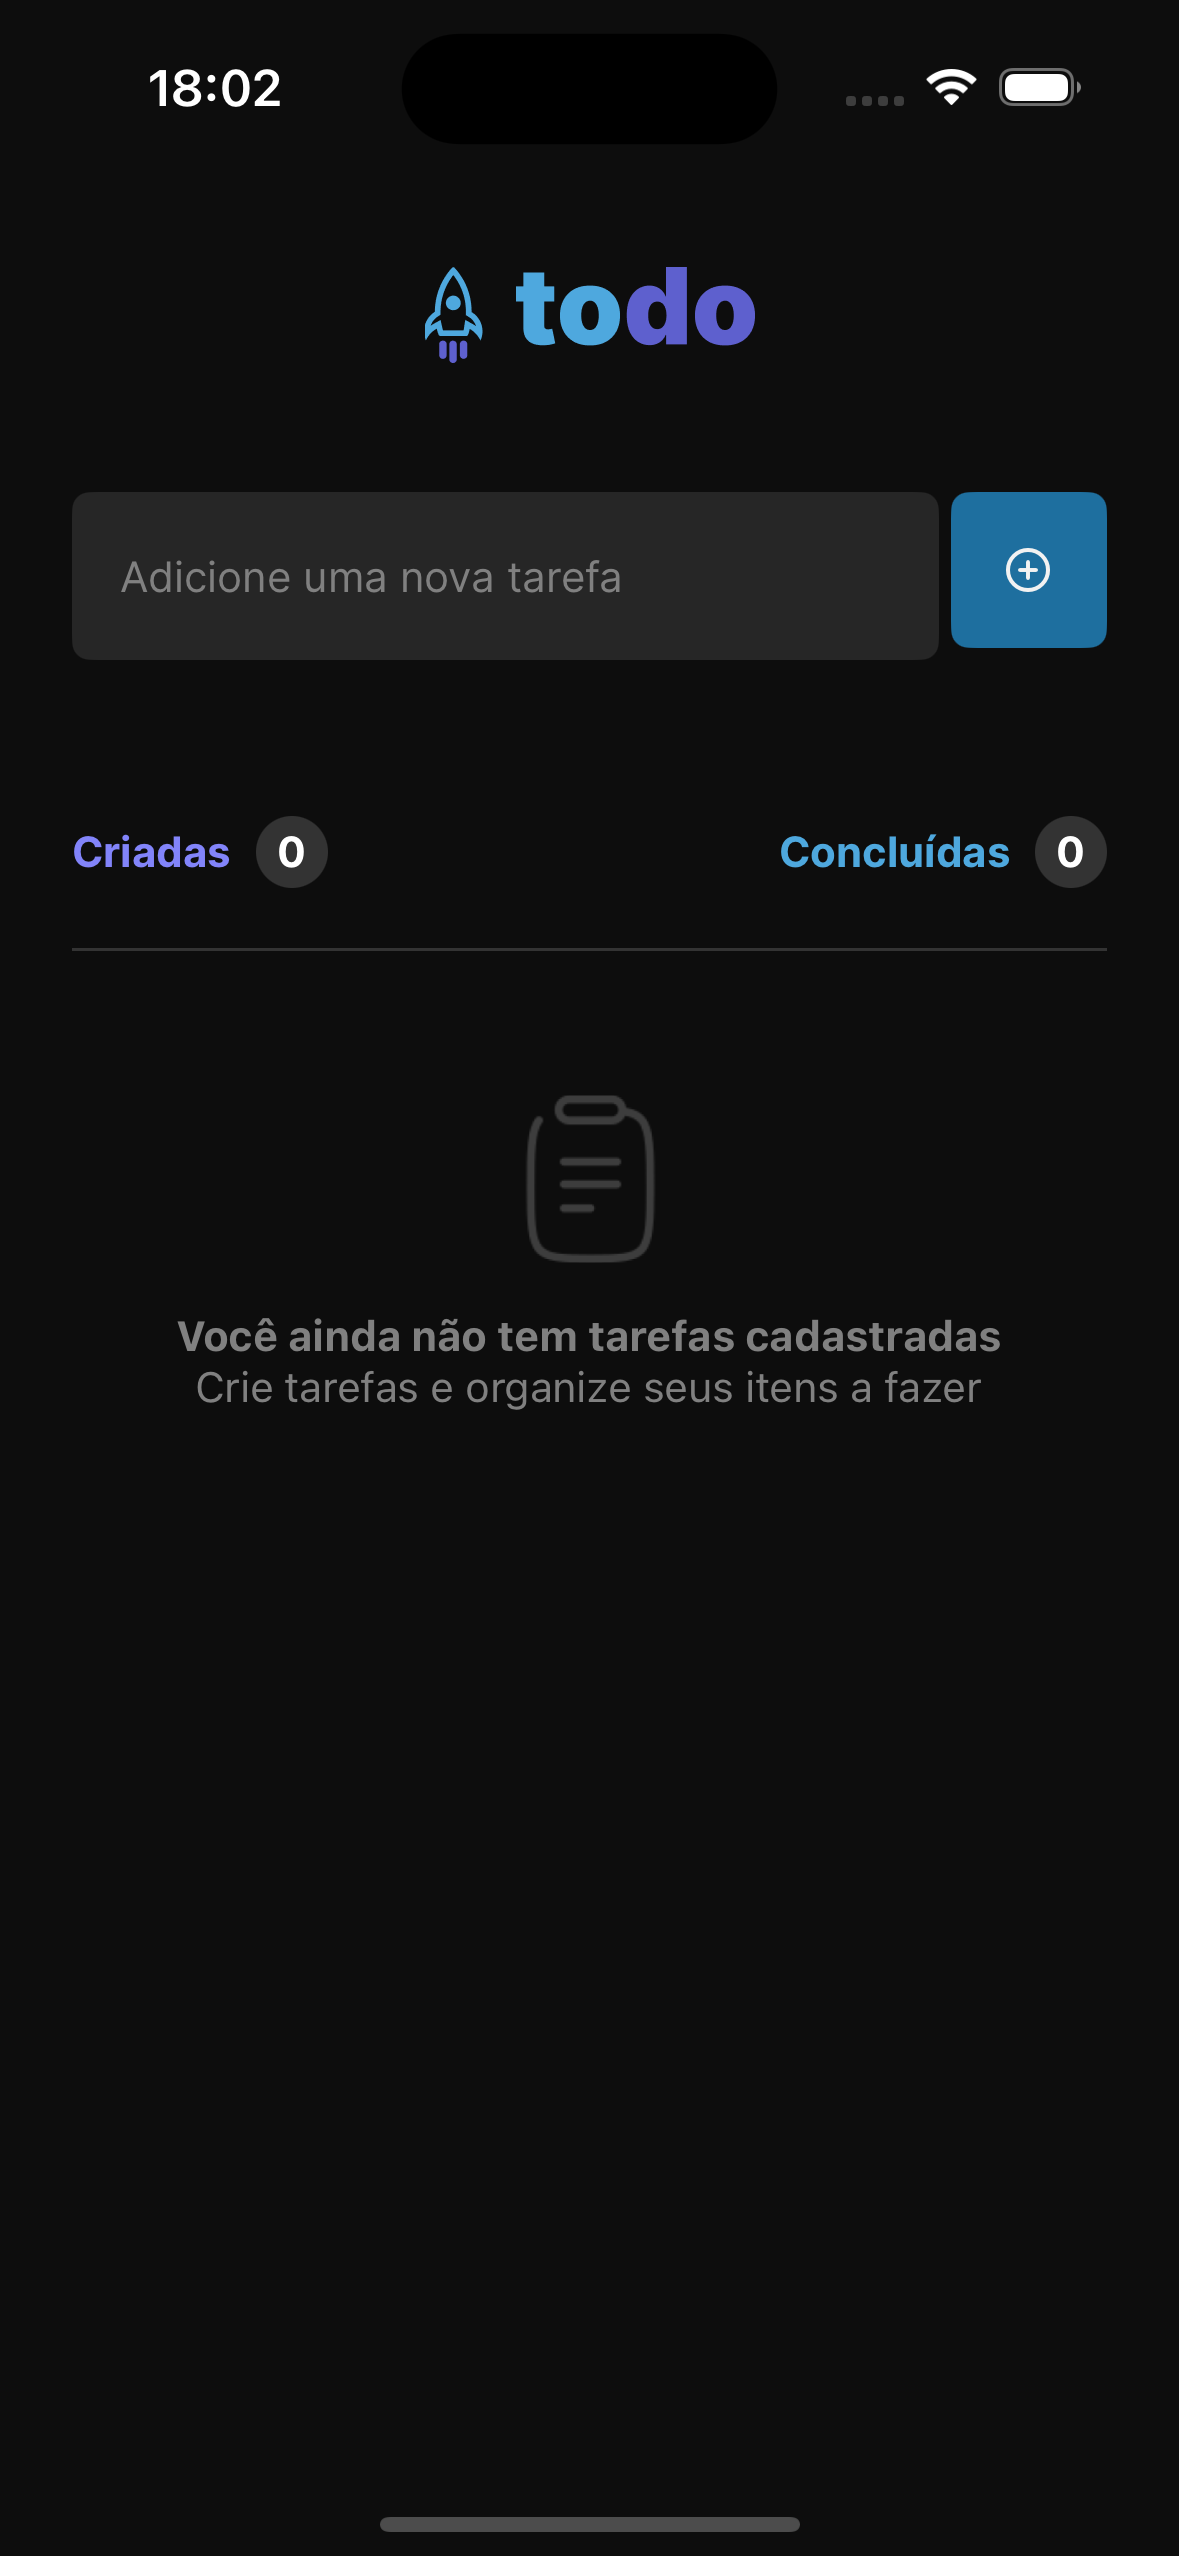 18:02
todo
Adicione uma nova tarefa
Criadas 0
Concluídas 0
Você ainda não tem tarefas cadastradas
Crie tarefas e organize seus itens a fazer